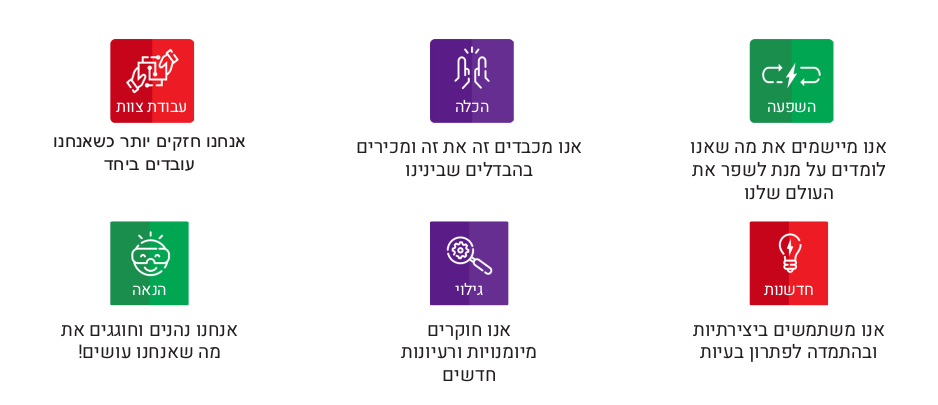 השפעה
אנו מיישמים את מה שאנו
לומדים על מנת לשפר את
העולם שלנו
הכלה
אנו מכבדים זה את זה ומכירים
בהבדלים שבינינו
עבודת צוות
אנחנו חזקים יותר כשאנחנו
עובדים ביחד
חדשנות
אנו משתמשים ביצירתיות
ובהתמדה לפתרון בעיות
גילוי
אנו חוקרים
מיומנויות ורעיונות
חדשים
הנאה
אנחנו נהנים וחוגגים את
מה שאנחנו עושים!